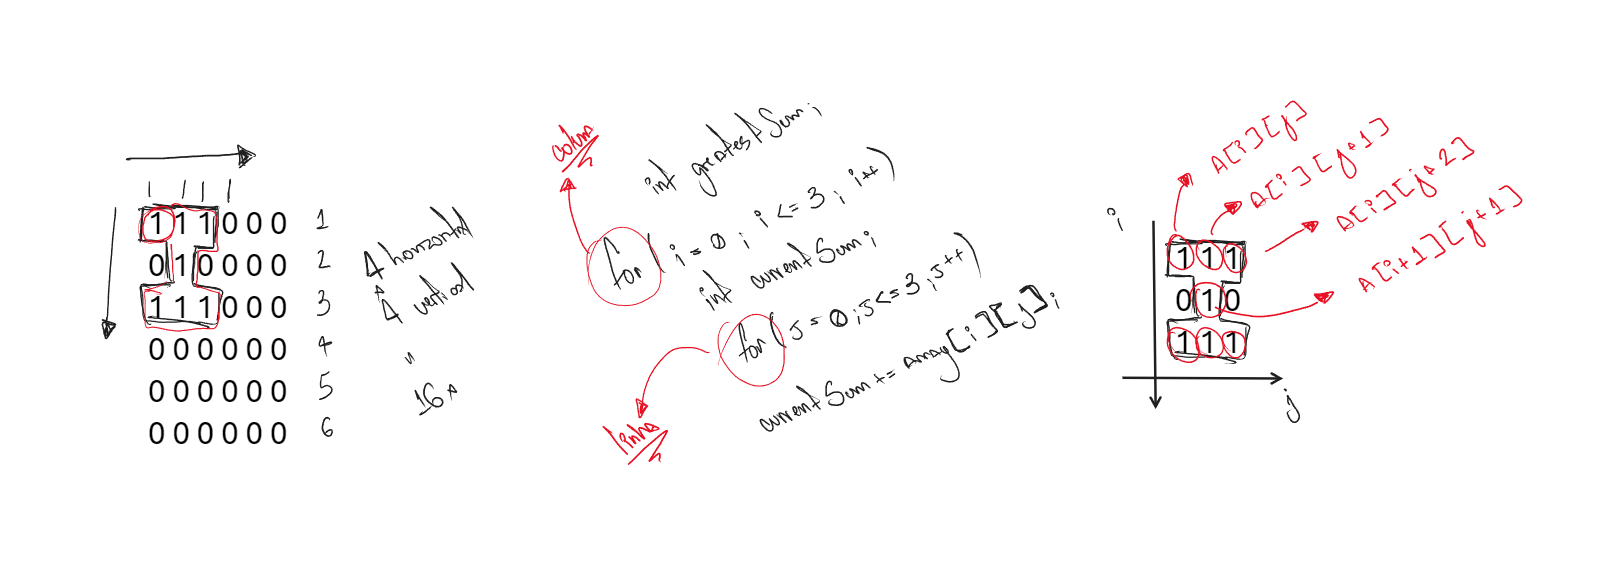 1 1 1 0 0 0 1
0 1 0 0 0 0 2
1 1 1 0 0 0 3
0 0 0 0 0 0 4
0 0 0 0 0 0 5
0 0 0 0 0 0 6
4 horizontal
4 vertical
"
16x
column
int greatestSum;
for( i = 0 ; i <= 3 ; i++)
int currentSum;
for( J = 0 ; J <= 3 ; J++)
currentSum += Array[i][j];
linha
i
1 1 1
0 1 0
1 1 1
j
A[i][j]
A[i][j+1]
A[i][j+2]
A[i+1][j+1]